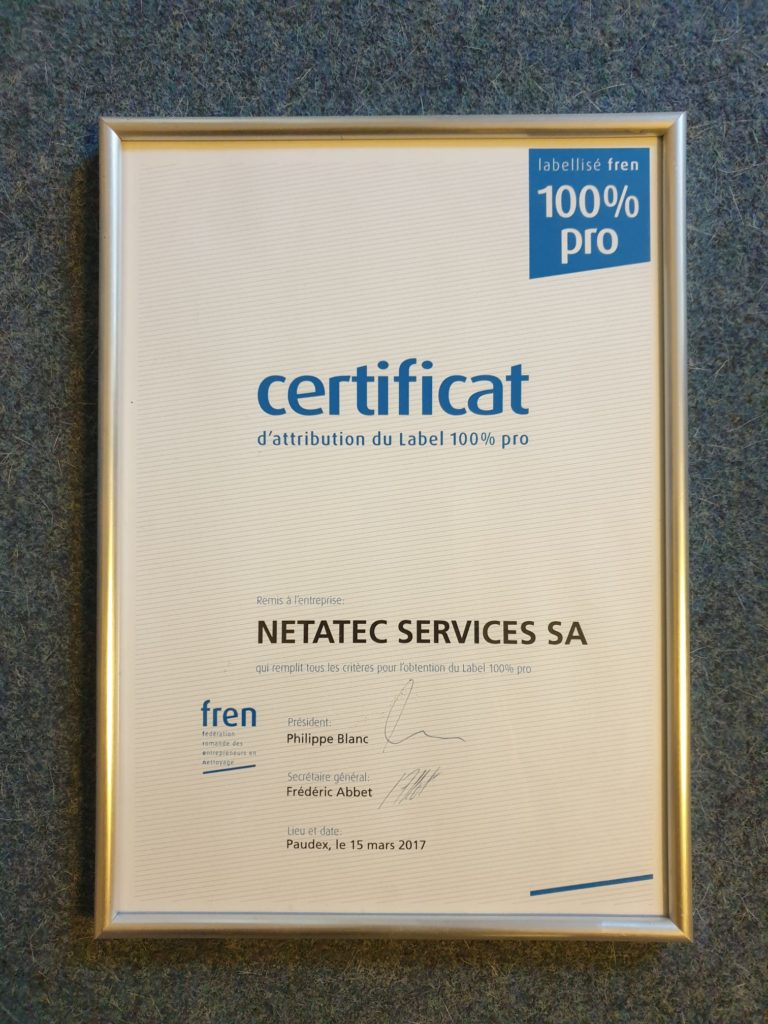 labellisé fren
100%
pro
certificat
d'attribution du Label 100% pro
Remis à l'entreprise:
NETATEC SERVICES SA
qui remplit tous les critères pour l'obtention du Label 100% pro
fren
fédération
romande des
entrepreneurs en
nettoyage
Président:
Philippe Blanc
Secrétaire général:
Frédéric Abbet
Lieu et date:
Paudex, le 15 mars 2017